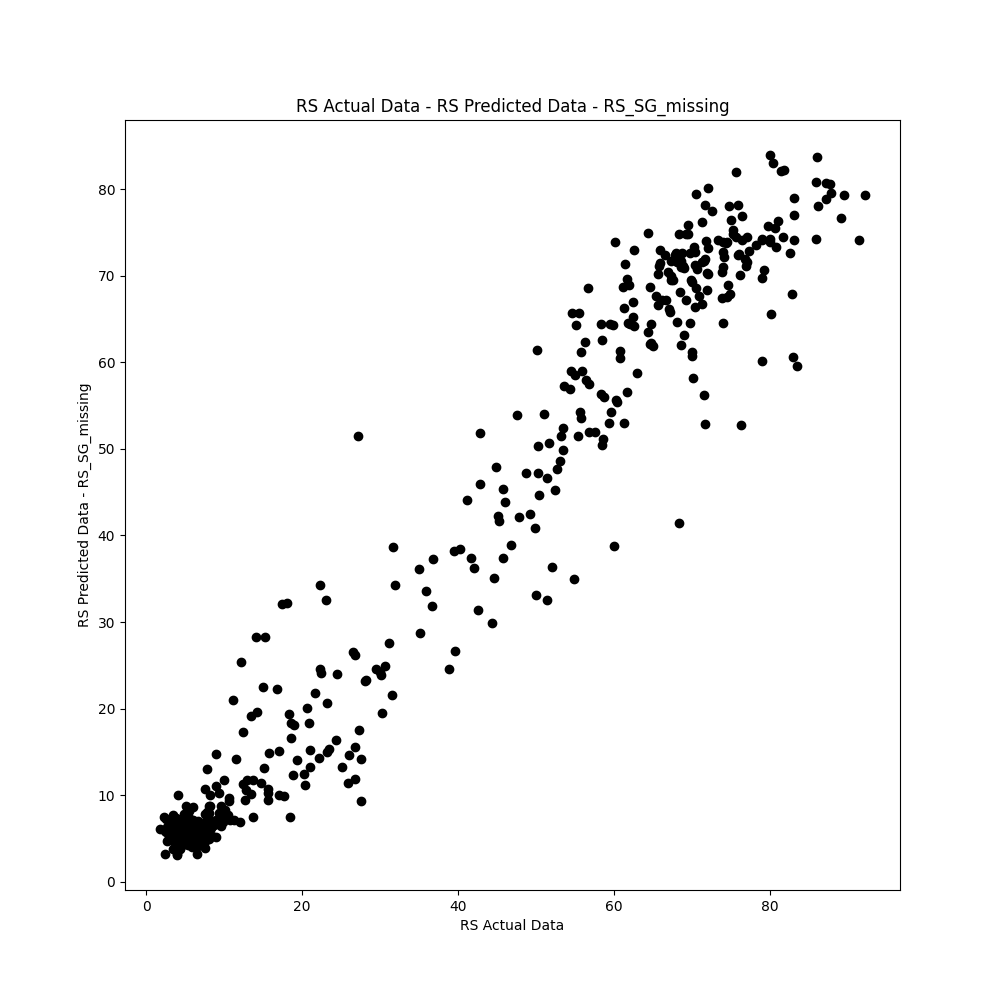 RS Actual Data - RS Predicted Data - RS_SG_missing
RS Predicted Data - RS_SG_missing
80
70
60
50
40
30
20
10
0
0 20 40 60 80
RS Actual Data